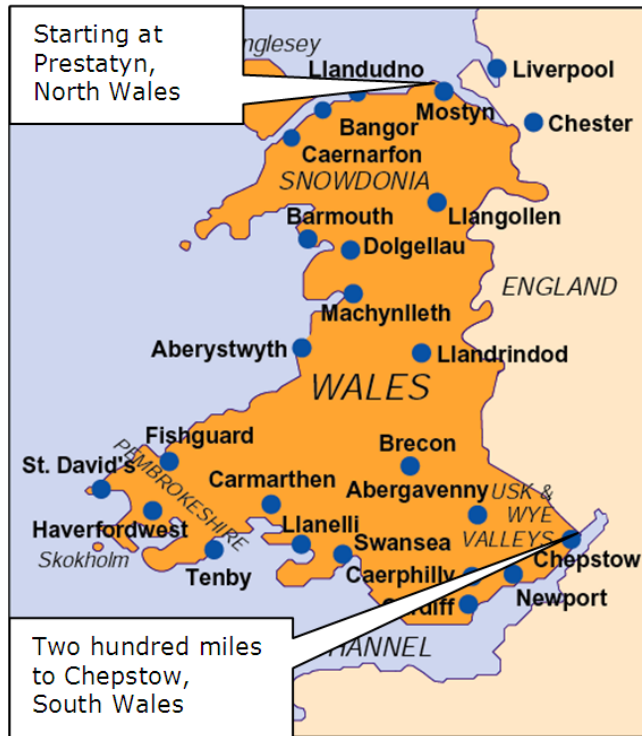 Starting at
Prestatyn,
North Wales
nglesey
Llandudno
Liverpool
Mostyn
Chester
Bangor
Caernarfon
SNOWDONIA
Llangollen
Barmouth
Dolgellau
ENGLAND
Machynlleth
Aberystwyth
Llandrindod
WALES
Fishguard
Brecon
St. David's
PEMBROKESHIRE
Carmarthen
Abergavenny
USK &
WYE
VALLEYS
Haverfordwest
Llanelli
Swansea
Skokholm
Tenby
Caerphilly
Chepstow
Cardiff
Newport
HANNEL
Two hundred miles
to Chepstow,
South Wales